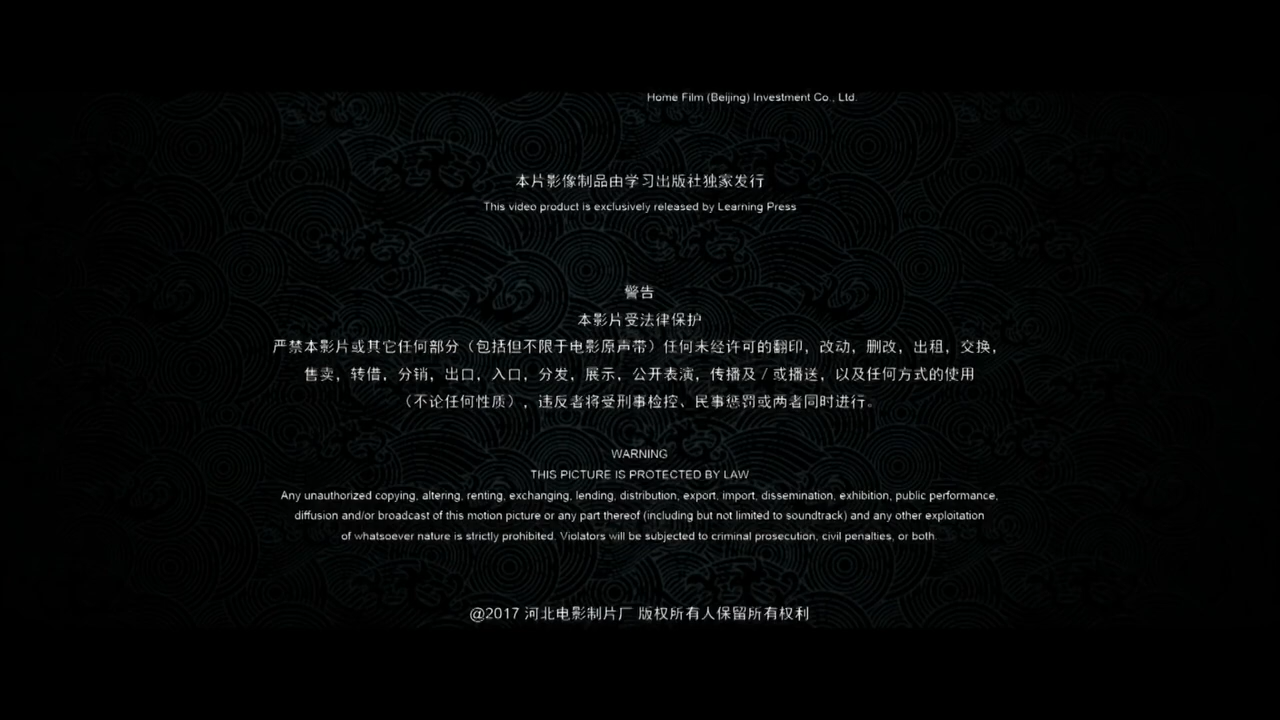 Home Film (Beijing) Investment Co., Ltd.
本片影像制品由学习出版社独家发行
This video product is exclusively released by Learning Press
警告
本影片受法律保护
严禁本影片或其它任何部分（包括但不限于电影原声带）任何未经许可的翻印，改动，删改，出租，交换，
售卖，转借，分销，出口，入口，分发，展示，公开表演，传播及 / 或播送，以及任何方式的使用
（不论任何性质），违反者将受刑事检控、民事惩罚或两者同时进行。
WARNING
THIS PICTURE IS PROTECTED BY LAW
Any unauthorized copying, altering, renting, exchanging, lending, distribution, export, import, dissemination, exhibition, public performance,
diffusion and/or broadcast of this motion picture or any part thereof (including but not limited to soundtrack) and any other exploitation
of whatsoever nature is strictly prohibited. Violators will be subjected to criminal prosecution, civil penalties, or both.
@2017 河北电影制片厂 版权所有人保留所有权利